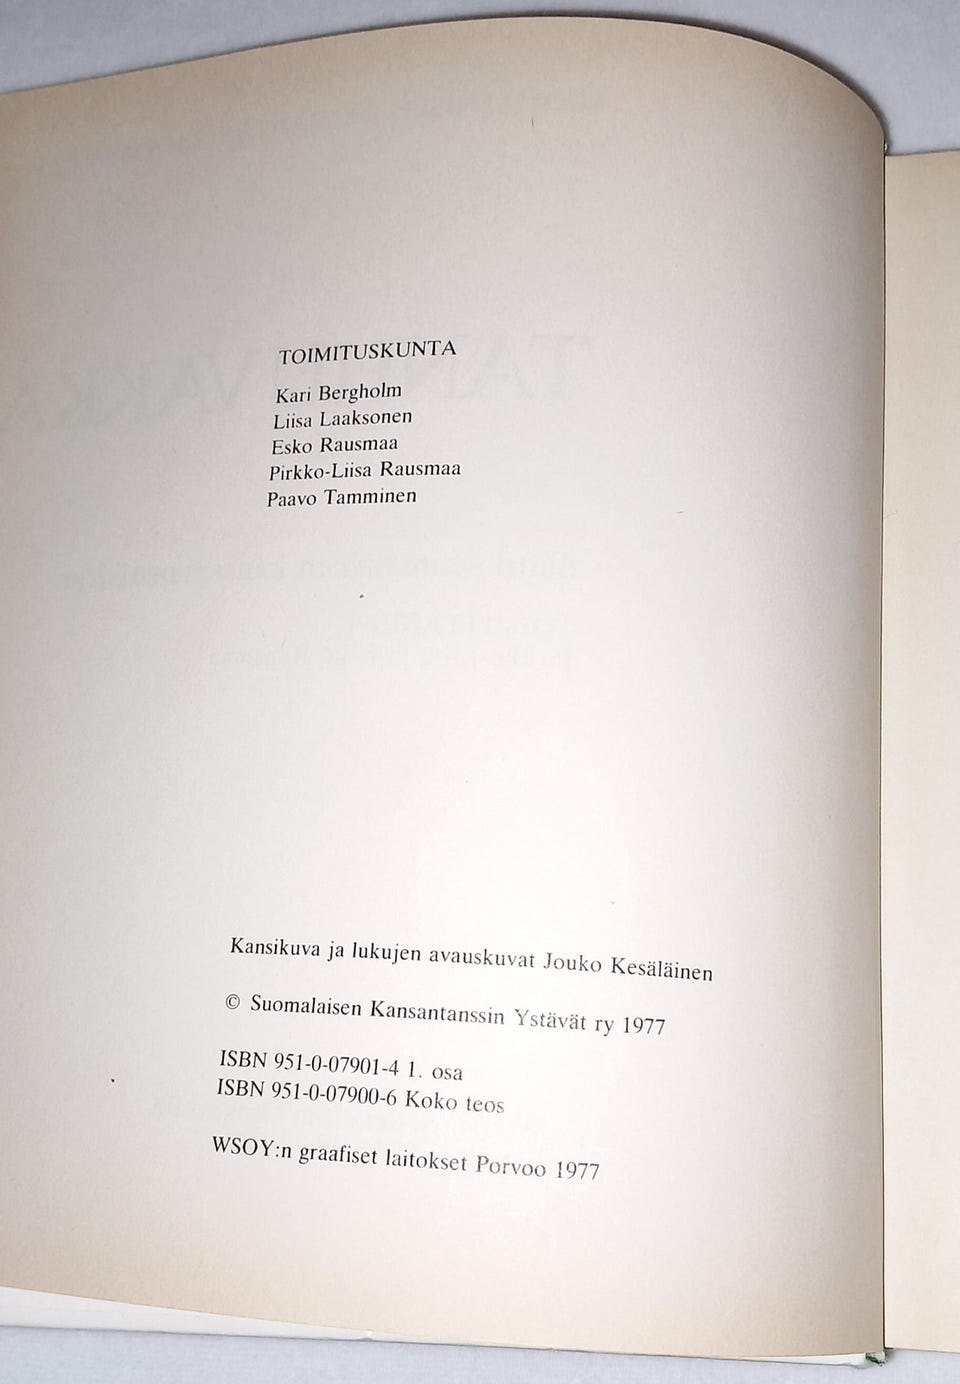 TOIMITUSKUNTA
Kari Bergholm
Liisa Laaksonen
Esko Rausmaa
Pirkko-Liisa Rausmaa
Paavo Tamminen
Kansikuva ja lukujen avauskuvat Jouko Kesäläinen
© Suomalaisen Kansantanssin Ystävät ry 1977
ISBN 951-0-07901-4 1. osa
ISBN 951-0-07900-6 Koko teos
WSOY:n graafiset laitokset Porvoo 1977